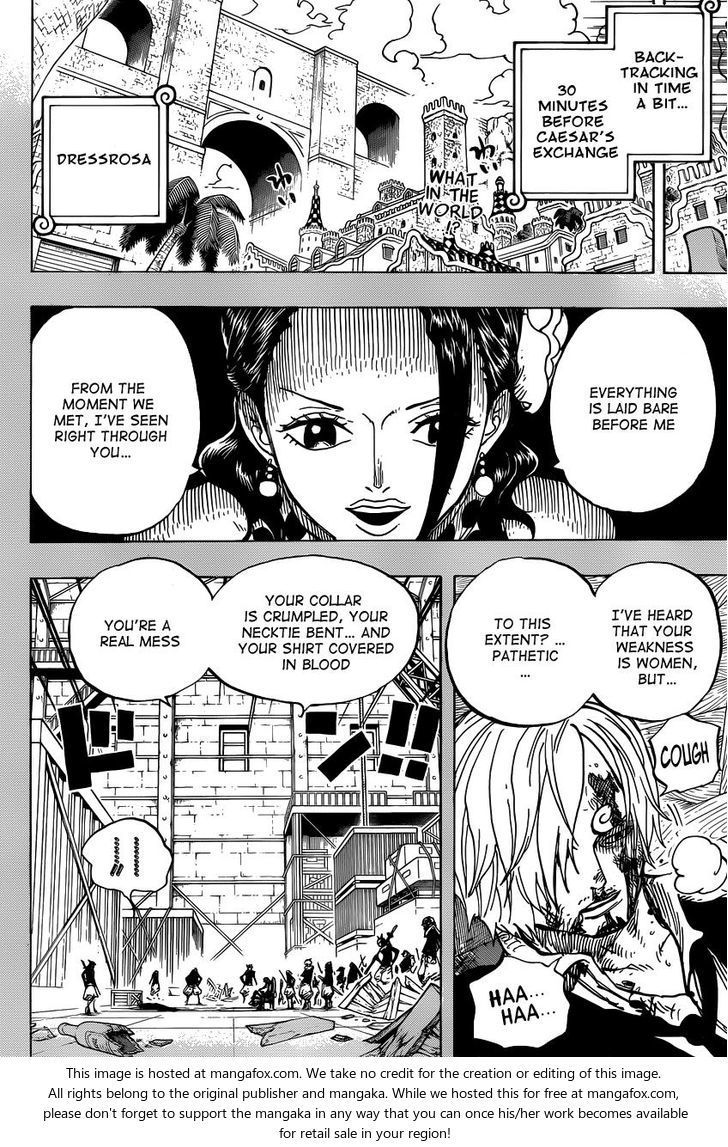 BACK-
TRACKING
IN TIME
A BIT...
30
MINUTES
BEFORE
CAESAR'S
EXCHANGE
DRESSROSA
WHAT
IN THE
WORLD
!?
わい
わい
EVERYTHING
IS LAID BARE
BEFORE ME
FROM THE
MOMENT WE
MET, I'VE SEEN
RIGHT THROUGH
YOU...
I'VE HEARD
THAT YOUR
WEAKNESS
IS WOMEN,
BUT...
TO THIS
EXTENT? ...
PATHETIC
...
COUGH
HAA...
HAA...
YOUR COLLAR
IS CRUMPLED, YOUR
NECKTIE BENT... AND
YOUR SHIRT COVERED
IN BLOOD
YOU'RE A
REAL MESS
ドン!!
!!
This image is hosted at mangafox.com. We take no credit for the creation or editing of this image.
All rights belong to the original publisher and mangaka. While we hosted this for free at mangafox.com,
please don't forget to support the mangaka in any way that you can once his/her work becomes available
for retail sale in your region!